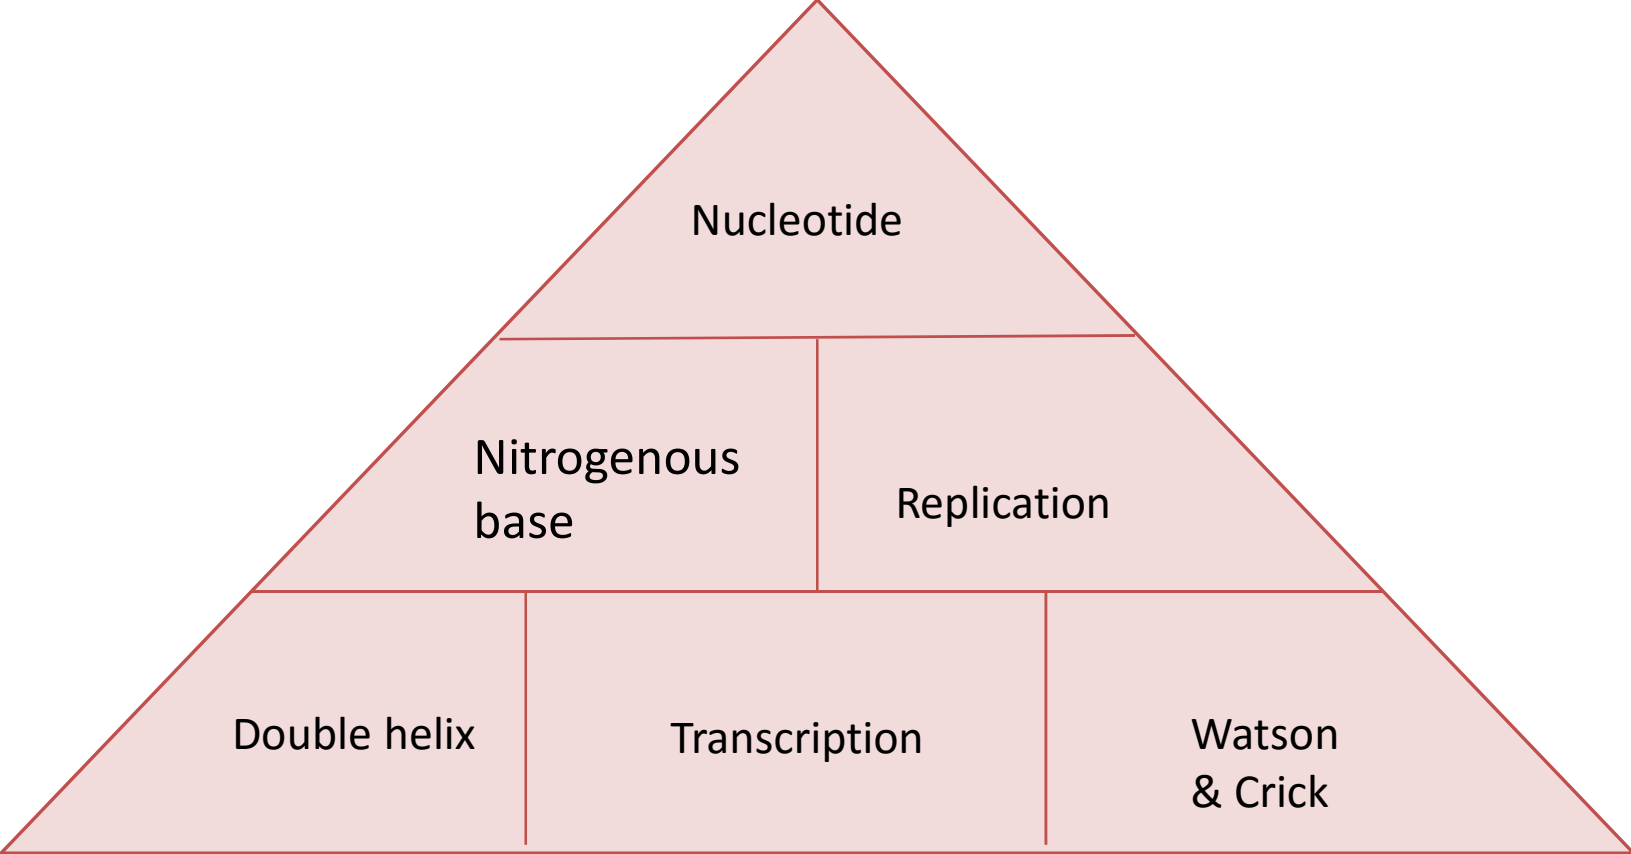 Nucleotide
Nitrogenous
base
Replication
Double helix
Transcription
Watson
& Crick